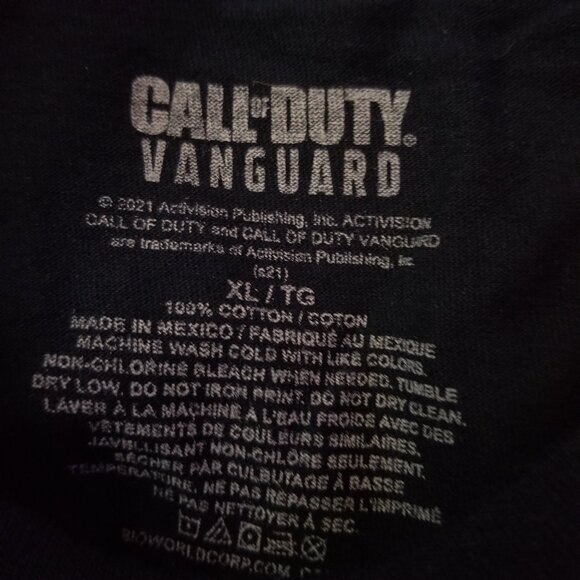 CALL OF DUTY®
VANGUARD
© 2021 Activision Publishing, Inc. ACTIVISION
CALL OF DUTY and CALL OF DUTY VANGUARD
are trademarks of Activision Publishing, Inc
(s21)
XL / TG
100% COTTON / COTON
MADE IN MEXICO / FABRIQUÉ AU MEXIQUE
MACHINE WASH COLD WITH LIKE COLORS.
NON-CHLORINE BLEACH WHEN NEEDED. TUMBLE
DRY LOW. DO NOT IRON PRINT. DO NOT DRY CLEAN.
LAVER À LA MACHINE À L'EAU FROIDE AVEC DES
VÊTEMENTS DE COULEURS SIMILAIRES.
JAVELLISANT NON-CHLORE SEULEMENT.
SÉCHER PAR CULBUTAGE À BASSE
TEMPÉRATURE. NE PAS REPASSER L'IMPRIMÉ
NE PAS NETTOYER À SEC.
BIOWORLDCORP.COM